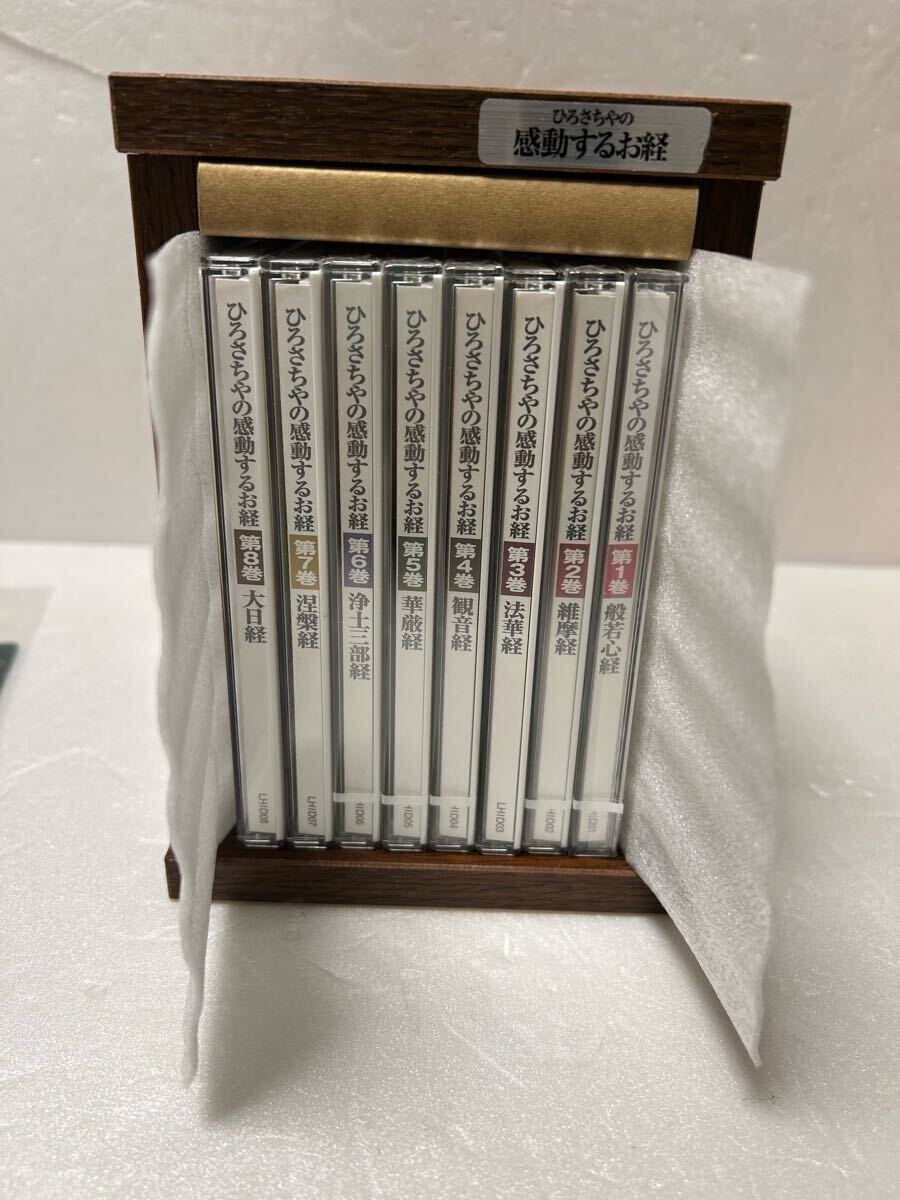 ひろさちやの
感動するお経
ひろさちやの感動するお経 第1巻 般若心経
ひろさちやの感動するお経 第2巻 維摩経
ひろさちやの感動するお経 第3巻 法華経
LHID03
ひろさちやの感動するお経 第4巻 観音経
ひろさちやの感動するお経 第5巻 華厳経
ひろさちやの感動するお経 第6巻 浄土三部経
ひろさちやの感動するお経 第7巻 涅槃経
LHID07
ひろさちやの感動するお経 第8巻 大日経
LHID08